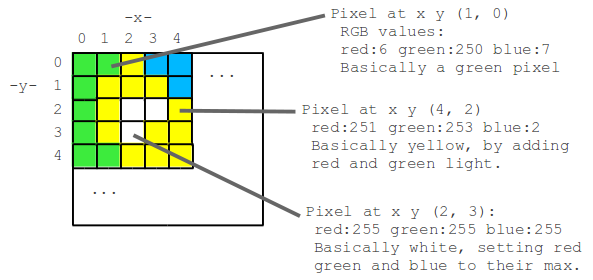 -x-
0 1 2 3 4
0
1
2
3
4
-y-
...
...
Pixel at x y (1, 0)
RGB values:
red:6 green:250 blue:7
Basically a green pixel
Pixel at x y (4, 2)
red:251 green:253 blue:2
Basically yellow, by adding
red and green light.
Pixel at x y (2, 3):
red:255 green:255 blue:255
Basically white, setting red
green and blue to their max.